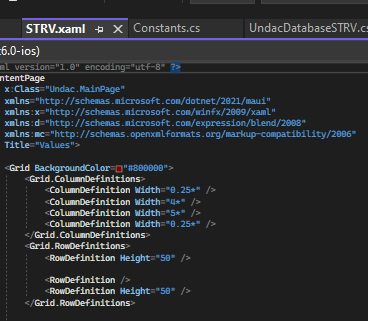 STRV.xaml
Constants.cs
UndacDatabaseSTRV.cs
6.0-ios)
ml version="1.0" encoding="utf-8" ?>
ntentPage
x:Class="Undac.MainPage"
xmlns="http://schemas.microsoft.com/dotnet/2021/maui"
xmlns:x="http://schemas.microsoft.com/winfx/2009/xaml"
xmlns:d="http://schemas.microsoft.com/expression/blend/2008"
xmlns:mc="http://schemas.openxmlformats.org/markup-compatibility/2006"
Title="Values">
<Grid BackgroundColor="#800000">
<Grid.ColumnDefinitions>
<ColumnDefinition Width="0.25*" />
<ColumnDefinition Width="4*" />
<ColumnDefinition Width="5*" />
<ColumnDefinition Width="0.25*" />
</Grid.ColumnDefinitions>
<Grid.RowDefinitions>
<RowDefinition Height="50" />
<RowDefinition />
<RowDefinition Height="50" />
</Grid.RowDefinitions>